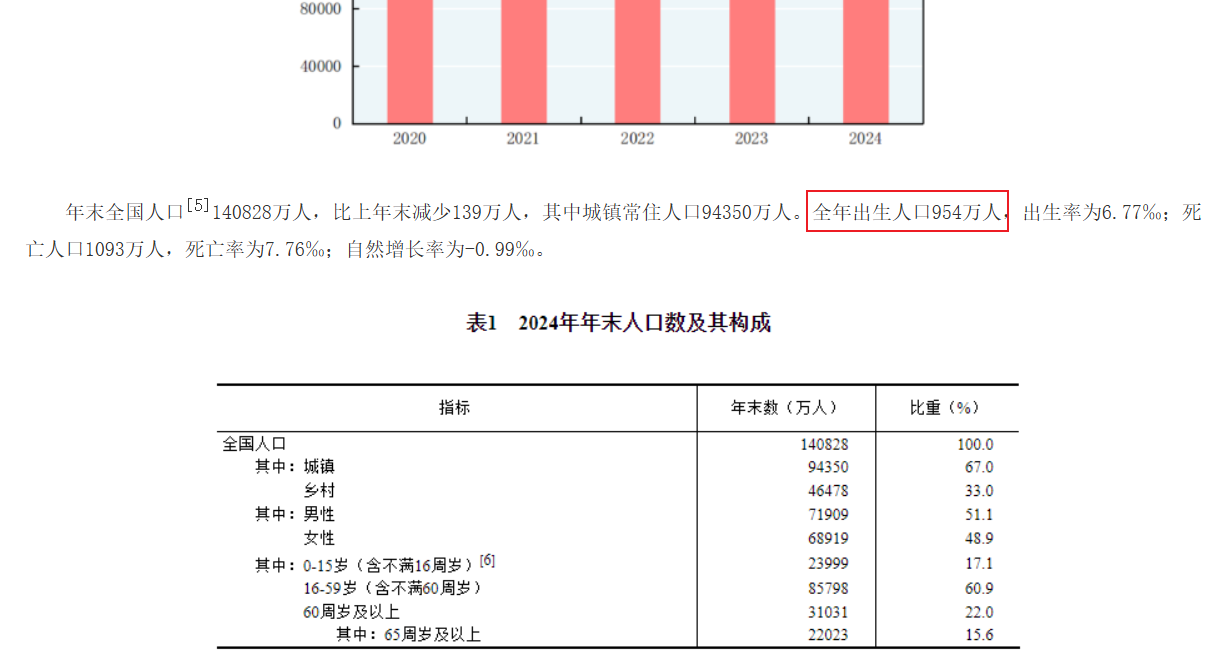 80000
40000
0
2020 2021 2022 2023 2024
年末全国人口[5]140828万人，比上年末减少139万人，其中城镇常住人口94350万人。全年出生人口954万人，出生率为6.77‰；死
亡人口1093万人，死亡率为7.76‰；自然增长率为-0.99‰。
表1 2024年年末人口数及其构成
指标 年末数（万人） 比重（%）
全国人口 140828 100.0
其中：城镇 94350 67.0
乡村 46478 33.0
其中：男性 71909 51.1
女性 68919 48.9
其中：0-15岁（含不满16周岁）[6] 23999 17.1
16-59岁（含不满60周岁） 85798 60.9
60周岁及以上 31031 22.0
其中：65周岁及以上 22023 15.6